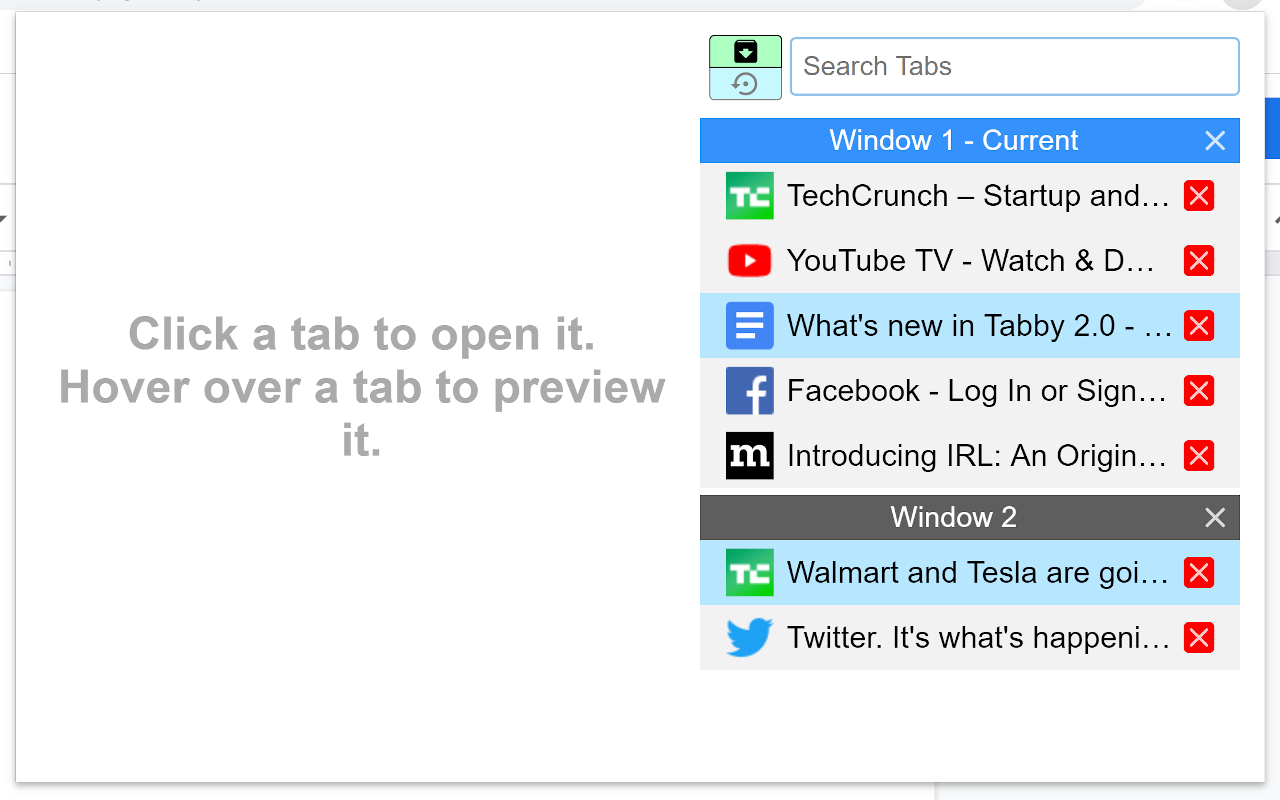 Search Tabs
Click a tab to open it.
Hover over a tab to preview
it.
Window 1 - Current
TechCrunch – Startup and…
YouTube TV - Watch & D…
What's new in Tabby 2.0 - …
Facebook - Log In or Sign…
m Introducing IRL: An Origin…
Window 2
Walmart and Tesla are goi…
Twitter. It's what's happeni…